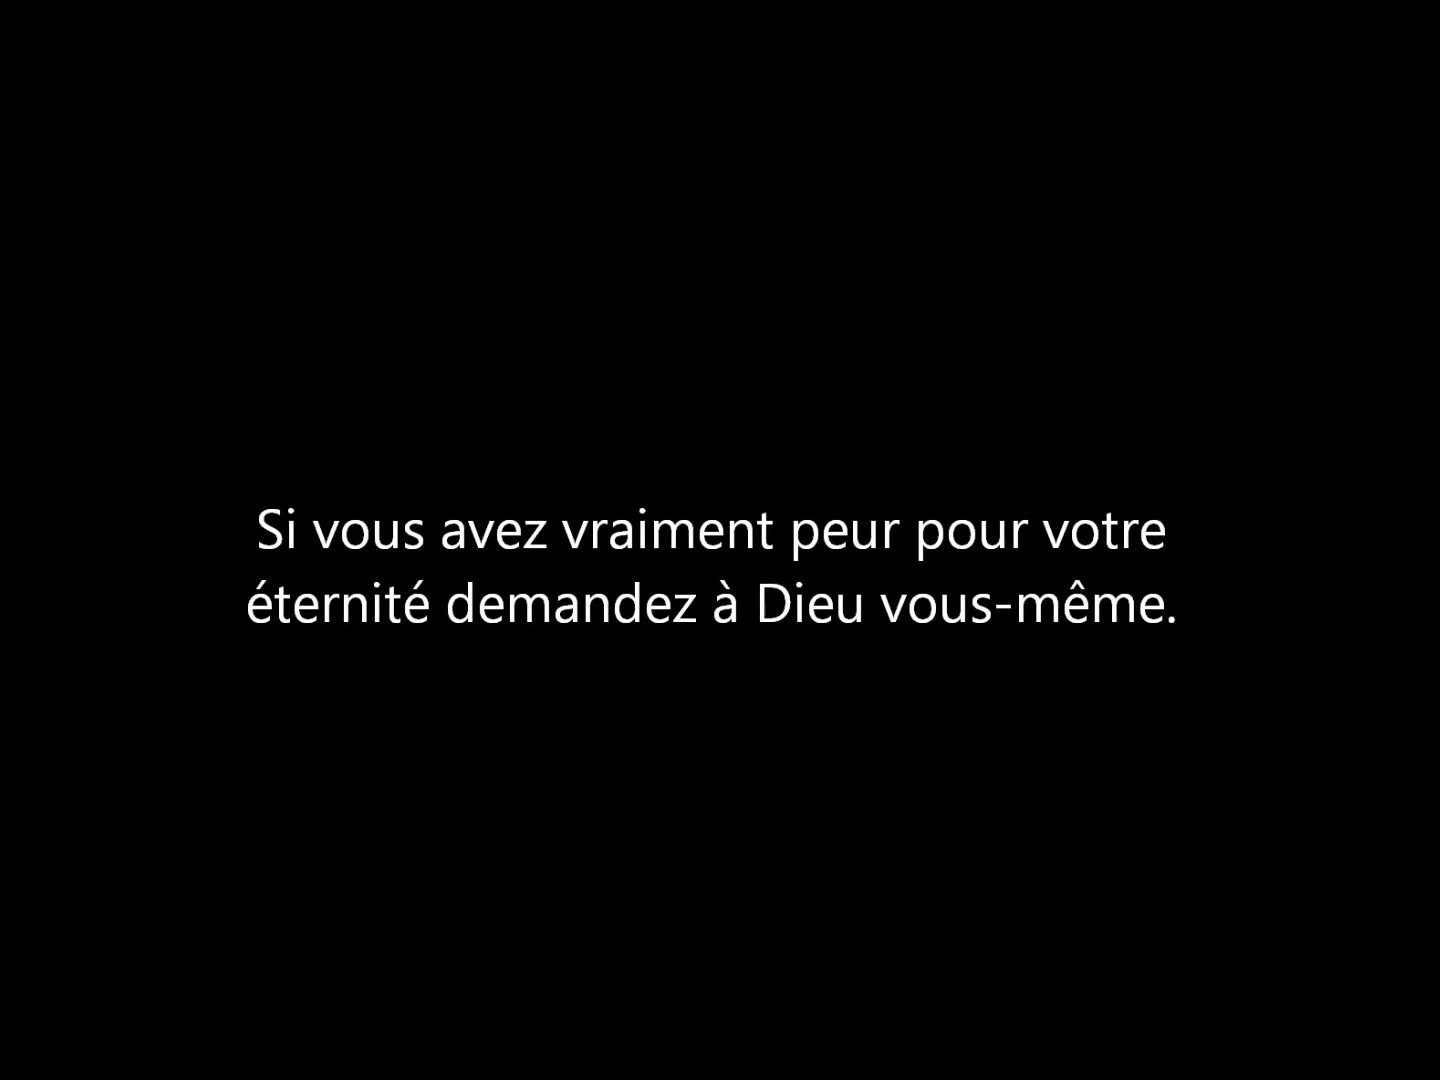 Si vous avez vraiment peur pour votre
éternité demandez à Dieu vous-même.